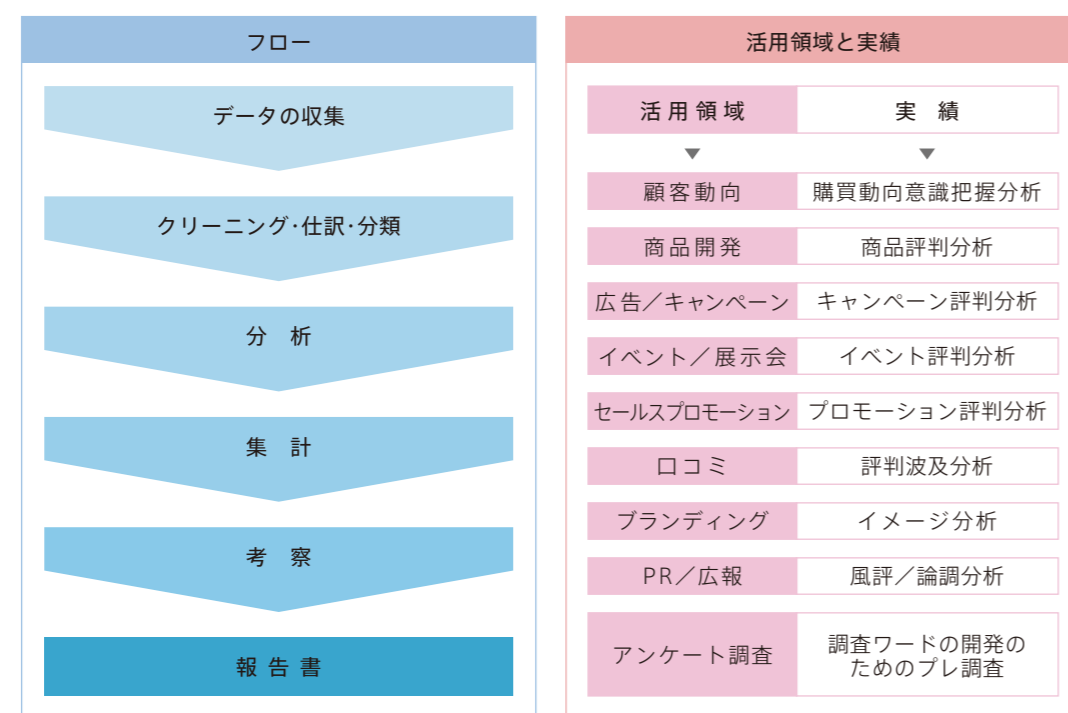 フロー
データの収集
クリーニング・仕訳・分類
分 析
集 計
考 察
報告書
活用領域と実績
活用領域 実 績
▼ ▼
顧客動向 購買動向意識把握分析
商品開発 商品評判分析
広告／キャンペーン キャンペーン評判分析
イベント／展示会 イベント評判分析
セールスプロモーション プロモーション評判分析
口コミ 評判波及分析
ブランディング イメージ分析
PR／広報 風評／論調分析
アンケート調査 調査ワードの開発の
ためのプレ調査